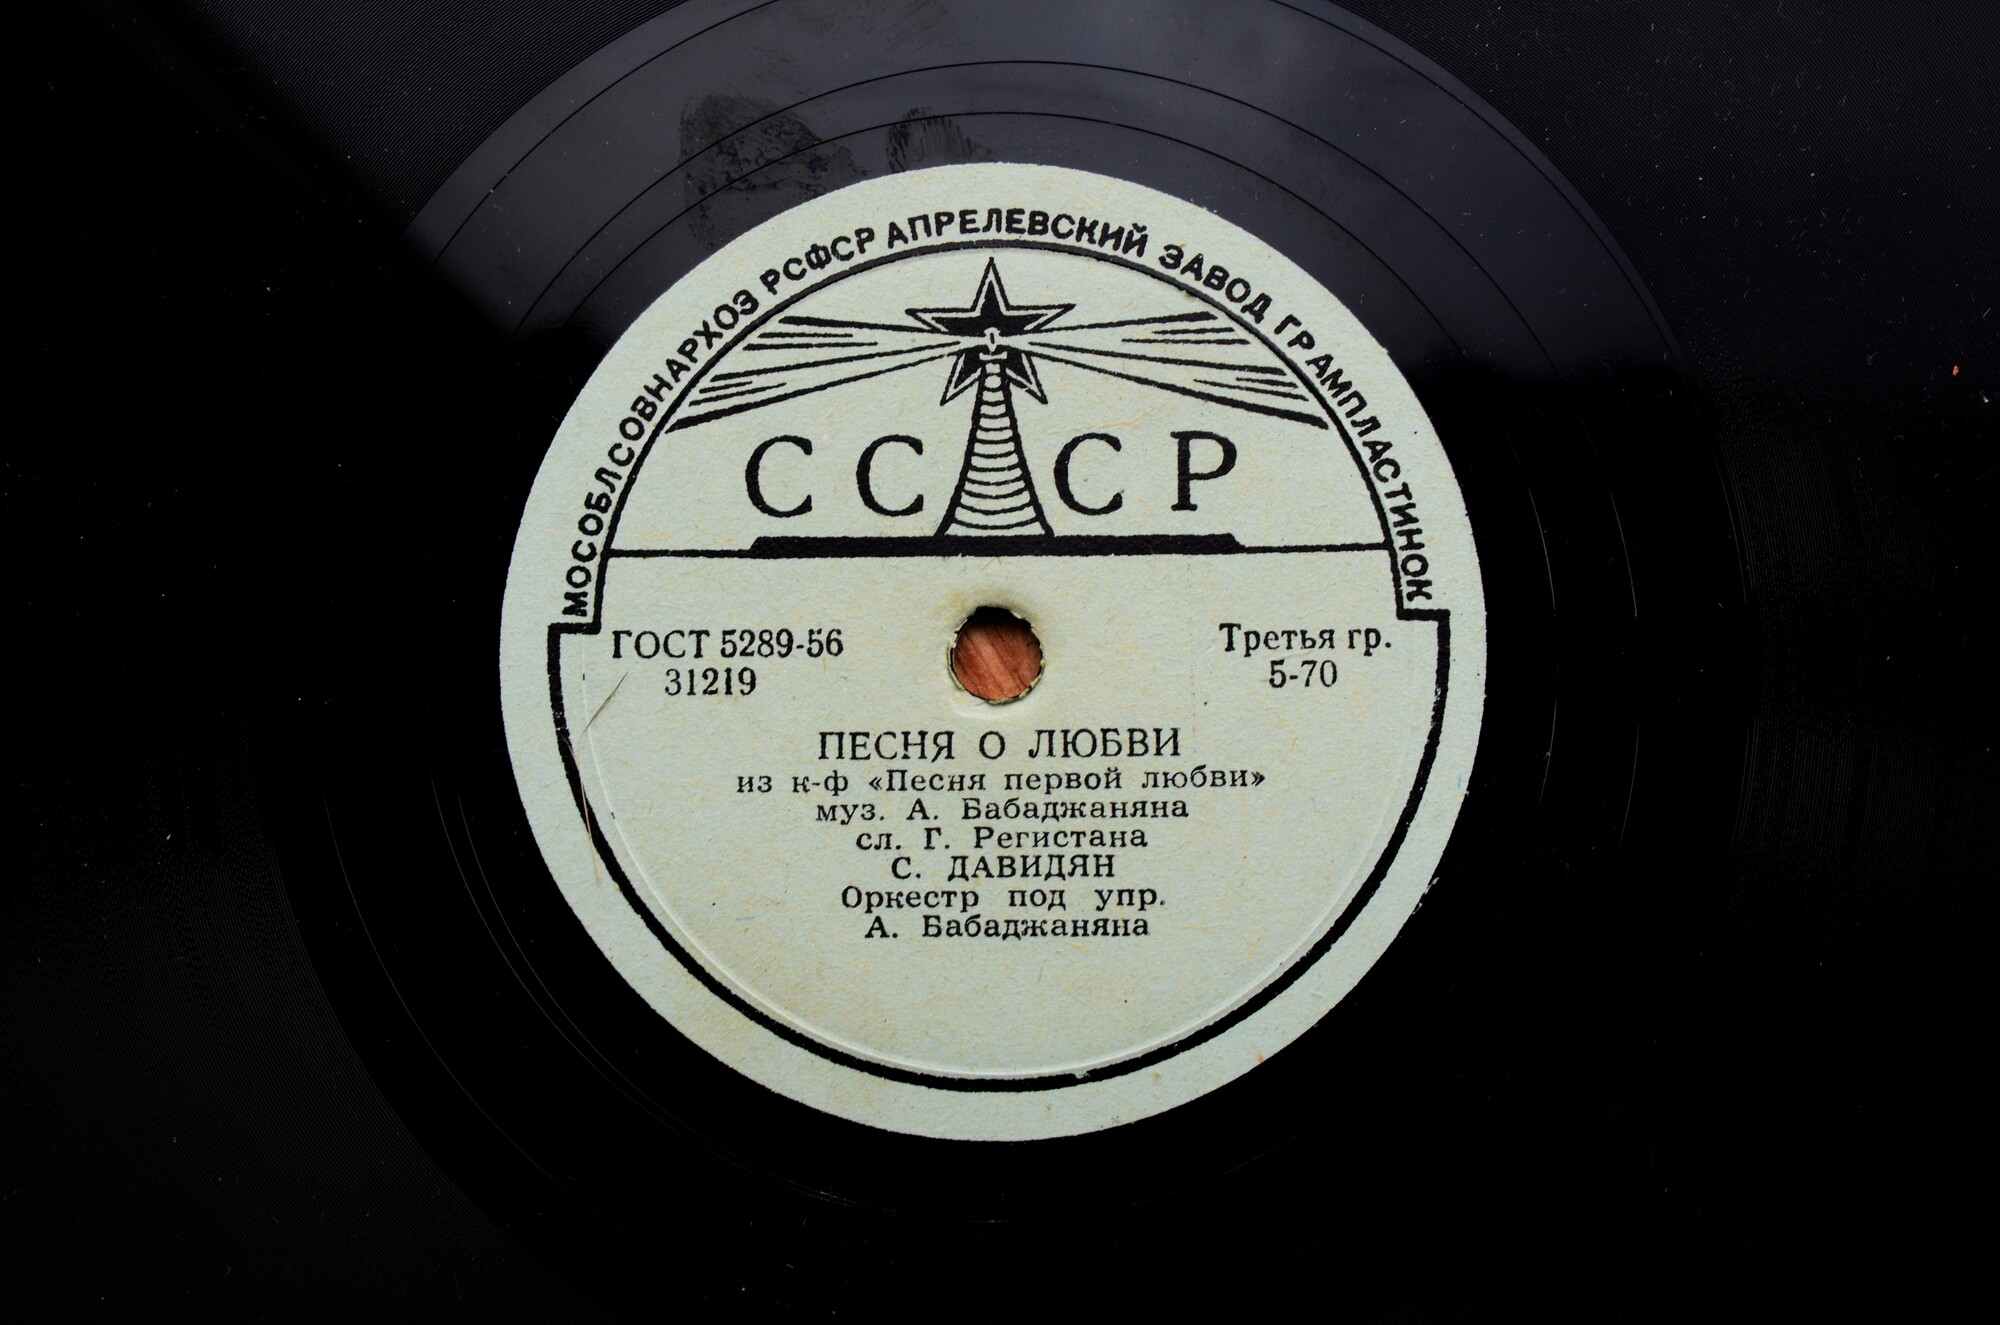 МОСОБЛСОВНАРХОЗ РСФСР АПРЕЛЕВСКИЙ ЗАВОД ГРАМПЛАСТИНОК
СССР
ГОСТ 5289-56
31219
Третья гр.
5-70
ПЕСНЯ О ЛЮБВИ
из к-ф «Песня первой любви»
муз. А. Бабаджаняна
сл. Г. Регистана
С. ДАВИДЯН
Оркестр под упр.
А. Бабаджаняна